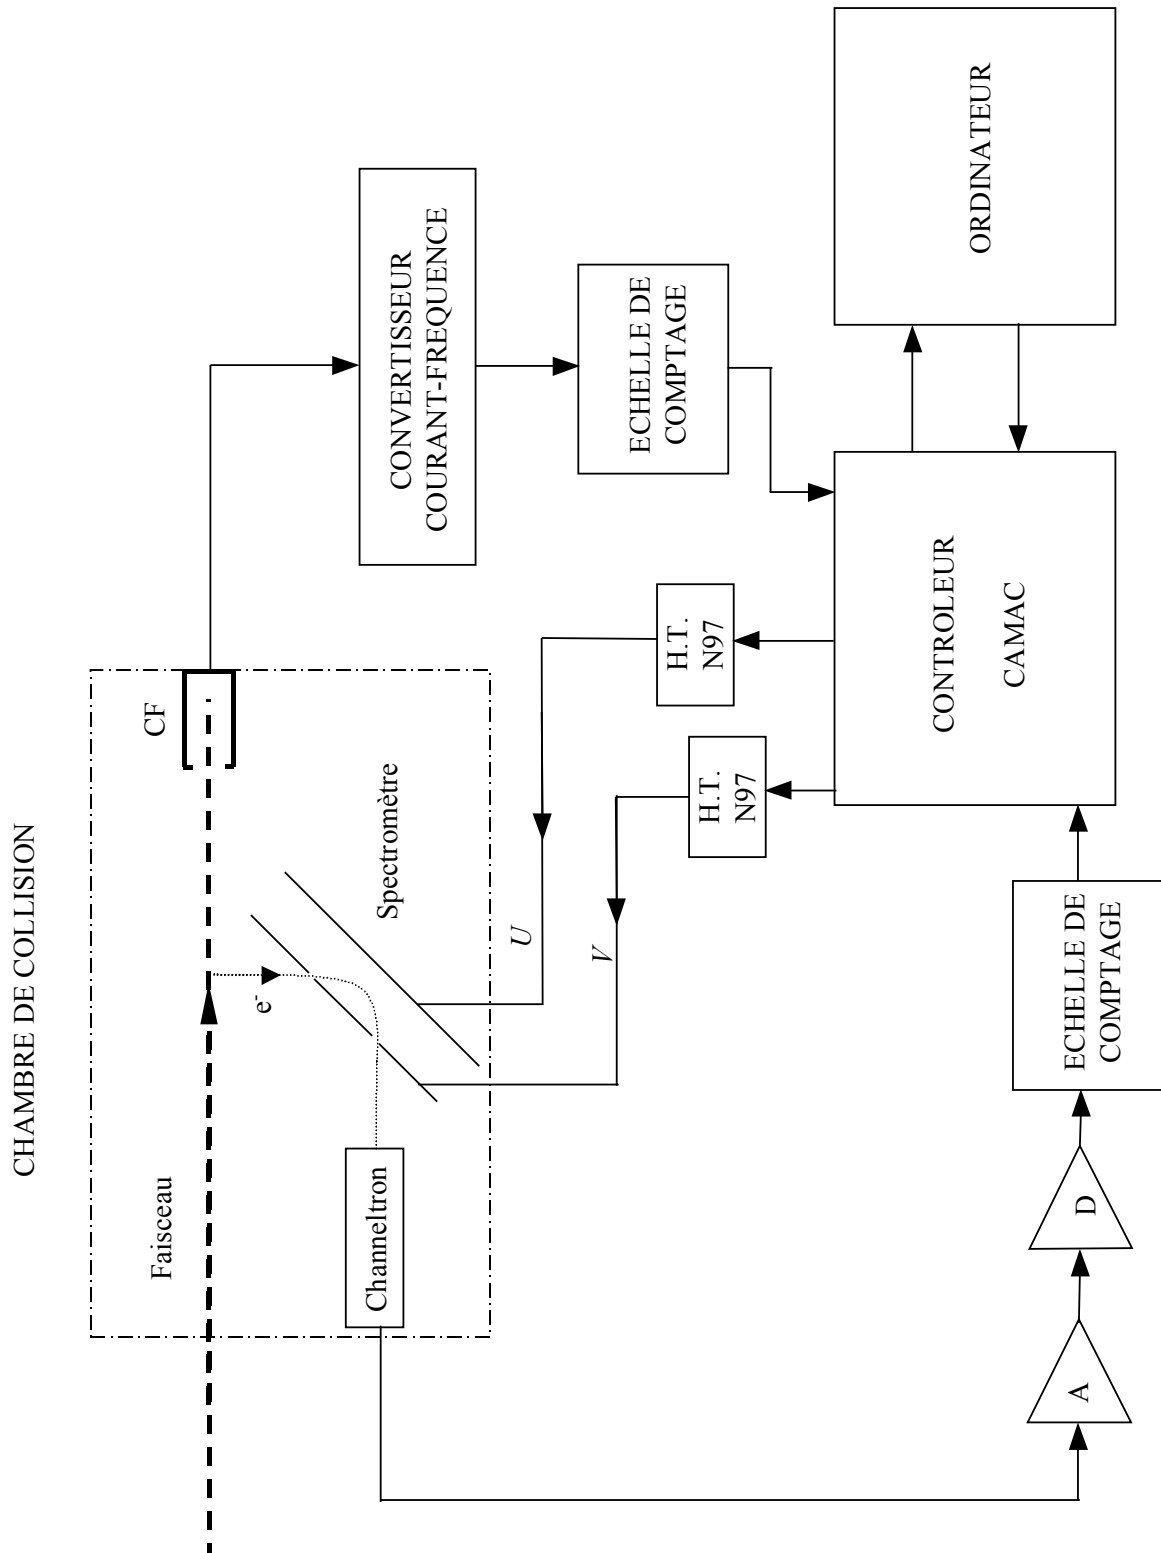 CHAMBRE DE COLLISION
Faisceau
CF
e-
Spectromètre
Channeltron
U
V
CONVERTISSEUR
COURANT-FREQUENCE
ECHELLE DE
COMPTAGE
H.T.
N97
H.T.
N97
CONTROLEUR
CAMAC
ORDINATEUR
A
D
ECHELLE DE
COMPTAGE